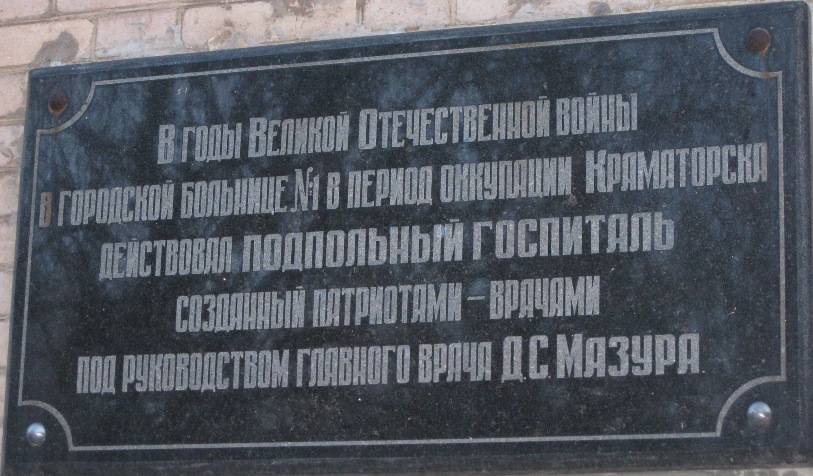 В годы Великой Отечественной войны
в городской больнице №1 в период оккупации Краматорска
действовал подпольный госпиталь
созданный патриотами – врачами
под руководством главного врача Д.С Мазура